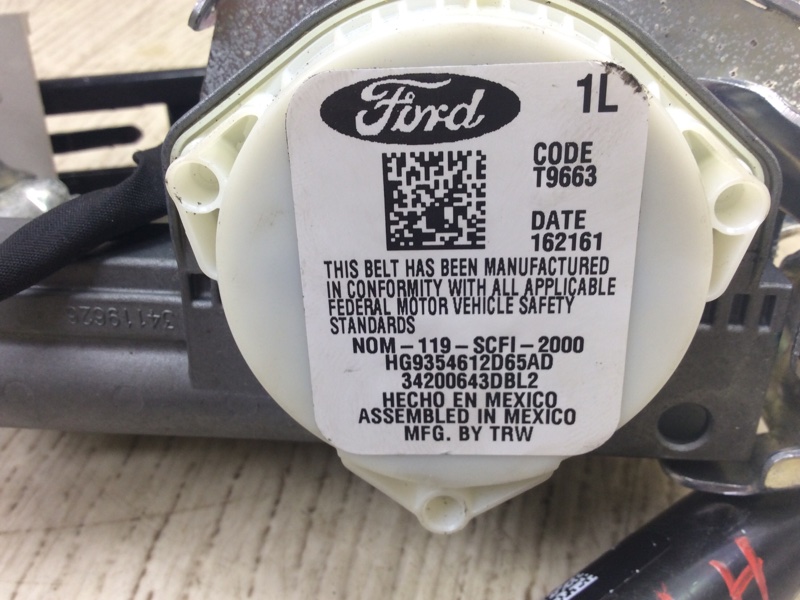 Ford
1L
CODE
T9663
DATE
162161
THIS BELT HAS BEEN MANUFACTURED
IN CONFORMITY WITH ALL APPLICABLE
FEDERAL MOTOR VEHICLE SAFETY
STANDARDS
NOM-119-SCFI-2000
HG9354612D65AD
34200643DBL2
HECHO EN MEXICO
ASSEMBLED IN MEXICO
MFG. BY TRW
34119626
H